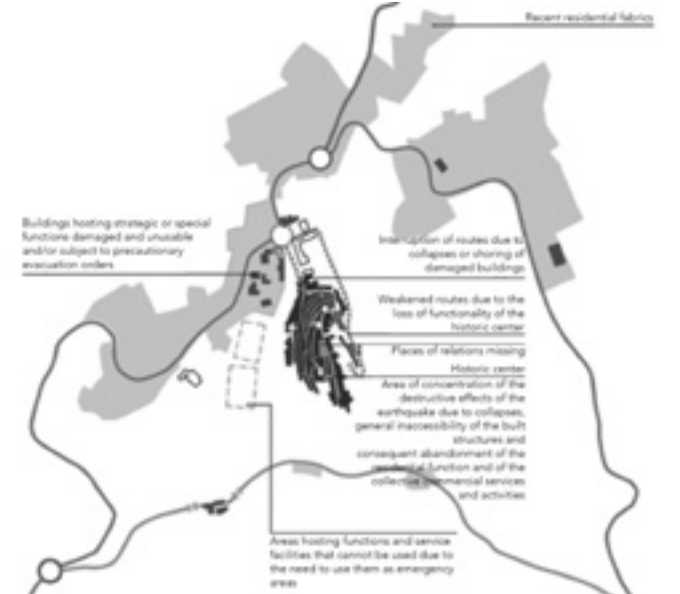 Recent residential fabrics
Buildings hosting strategic or special
functions damaged and unusable
and/or subject to precautionary
evacuation orders
Interruption of routes due to
collapses or shoring of
damaged buildings
Weakened routes due to the
loss of functionality of the
historic center
Places of relations missing
Historic center
Area of concentration of the
destructive effects of the
earthquake due to collapses,
general inaccessibility of the built
structures and
consequent abandonment of the
residential function and of the
collective commercial services
and activities
Areas hosting functions and service
facilities that cannot be used due to
the need to use them as emergency
areas